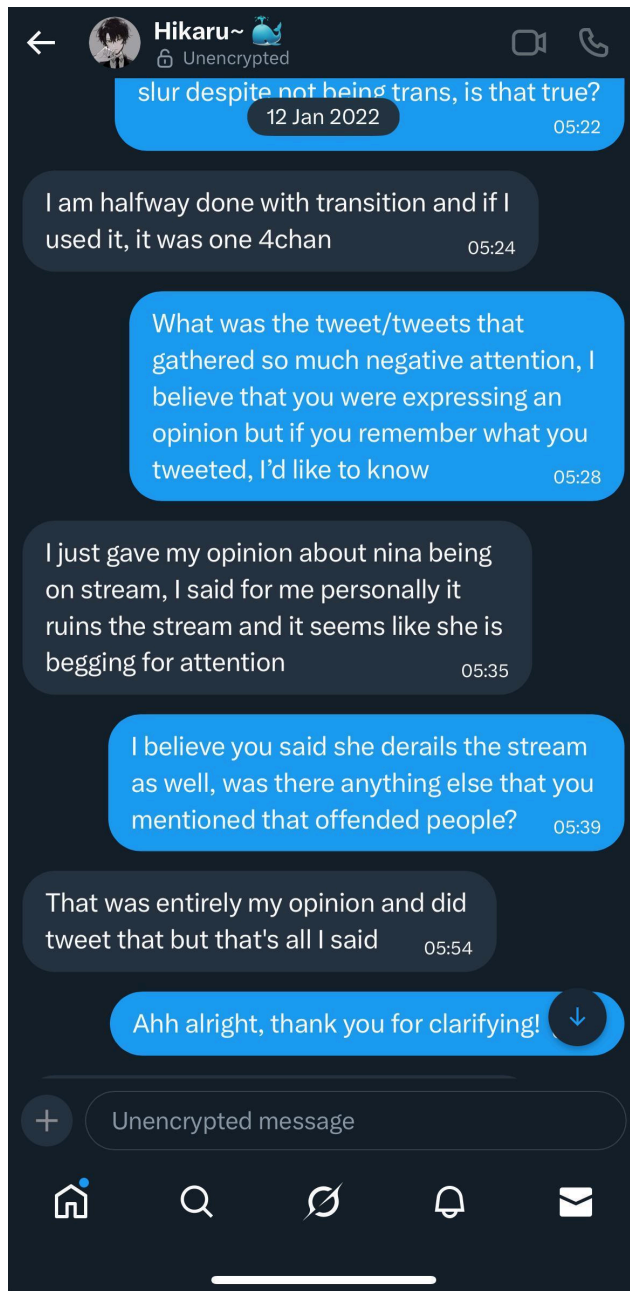 Hikaru~ 🐳
Unencrypted
slur despite not being trans, is that true?
12 Jan 2022
05:22
I am halfway done with transition and if I
used it, it was one 4chan
05:24
What was the tweet/tweets that
gathered so much negative attention, I
believe that you were expressing an
opinion but if you remember what you
tweeted, I’d like to know
05:28
I just gave my opinion about nina being
on stream, I said for me personally it
ruins the stream and it seems like she is
begging for attention
05:35
I believe you said she derails the stream
as well, was there anything else that you
mentioned that offended people?
05:39
That was entirely my opinion and did
tweet that but that's all I said
05:54
Ahh alright, thank you for clarifying!
Unencrypted message